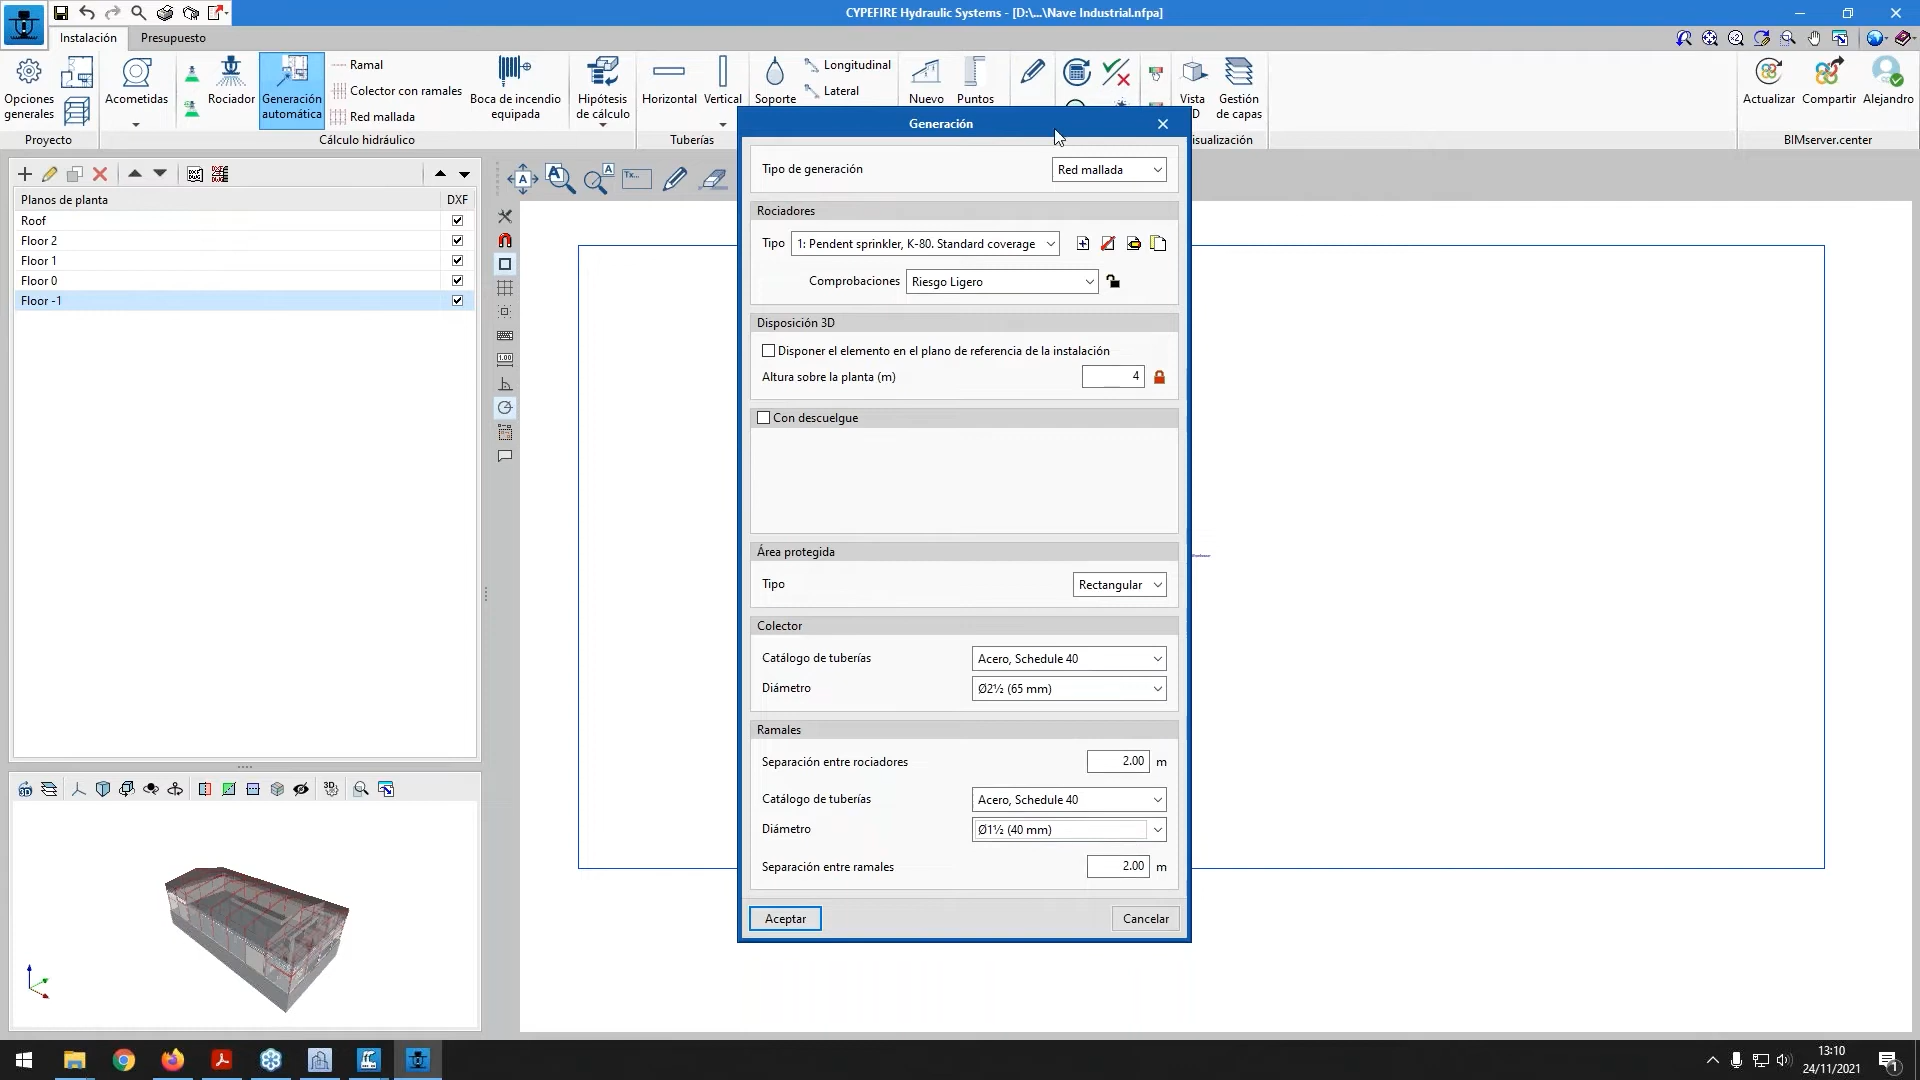 CYPEFIRE Hydraulic Systems - [D:\...\Nave Industrial.nfpa]
Instalación
Presupuesto
Opciones generales
Proyecto
Acometidas
Rociador
Generación automática
Ramal
Colector con ramales
Red mallada
Boca de incendio equipada
Hipótesis de cálculo
Cálculo hidráulico
Horizontal
Vertical
Tuberías
Soporte
Longitudinal
Lateral
Nuevo
Puntos
Vista
D
Gestión de capas
isualización
Actualizar
Compartir
Alejandro
BIMserver.center
Planos de planta
DXF
Roof
Floor 2
Floor 1
Floor 0
Floor -1
Generación
Tipo de generación
Red mallada
Rociadores
Tipo
1: Pendent sprinkler, K-80. Standard coverage
Comprobaciones
Riesgo Ligero
Disposición 3D
Disponer el elemento en el plano de referencia de la instalación
Altura sobre la planta (m)
4
Con descuelgue
Área protegida
Tipo
Rectangular
Colector
Catálogo de tuberías
Acero, Schedule 40
Diámetro
Ø2½ (65 mm)
Ramales
Separación entre rociadores
2.00 m
Catálogo de tuberías
Acero, Schedule 40
Diámetro
Ø1½ (40 mm)
Separación entre ramales
2.00 m
Aceptar
Cancelar
13:10
24/11/2021